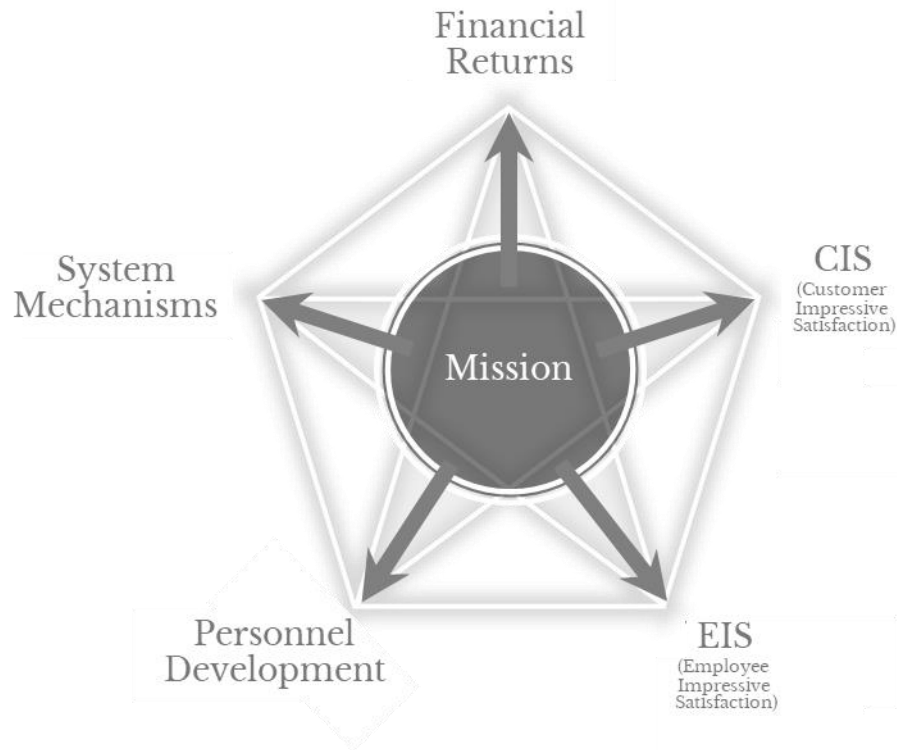 Financial
Returns
System
Mechanisms
CIS
(Customer
Impressive
Satisfaction)
Mission
Personnel
Development
EIS
(Employee
Impressive
Satisfaction)